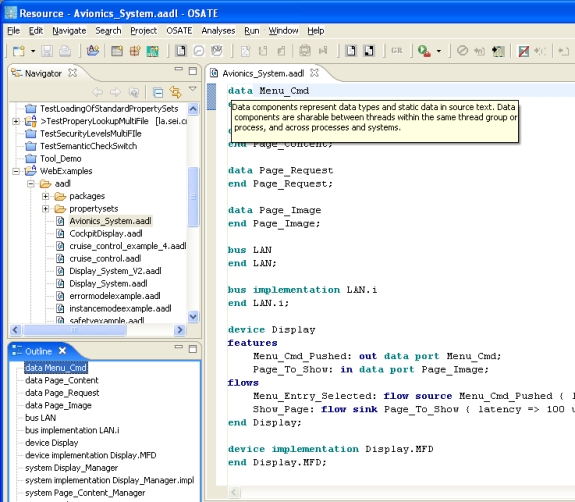 Resource - Avionics_System.aadl - OSATE
File Edit Navigate Search Project OSATE Analyses Run Window Help
Navigator
TestLoadingOfStandardPropertySets
>TestProperyLookupMultiFile [la.sei.c
TestSecurityLevelsMultiFIle
TestSemanticCheckSwitch
Tool_Demo
WebExamples
aadl
packages
propertysets
Avionics_System.aadl
CockpitDisplay.aadl
cruise_control_example_4.aadl
cruise_control.aadl
Display_System_V2.aadl
Display_System.aadl
errormodelexample.aadl
instancemodeexample.aadl
safetyexample.aadl
Outline
data Menu_Cmd
data Page_Content
data Page_Request
data Page_Image
bus LAN
bus implementation LAN.i
device Display
device implementation Display.MFD
system Display_Manager
system implementation Display_Manager.impl
system Page_Content_Manager
Avionics_System.aadl
data Menu_Cmd
Data components represent data types and static data in source text. Data
components are sharable between threads within the same thread group or
process, and across processes and systems.
end Page_Content;
data Page_Request
end Page_Request;
data Page_Image
end Page_Image;
bus LAN
end LAN;
bus implementation LAN.i
end LAN.i;
device Display
features
Menu_Cmd_Pushed: out data port Menu_Cmd;
Page_To_Show: in data port Page_Image;
flows
Menu_Entry_Selected: flow source Menu_Cmd_Pushed { l
Show_Page: flow sink Page_To_Show { latency => 100 u
end Display;
device implementation Display.MFD
end Display.MFD;